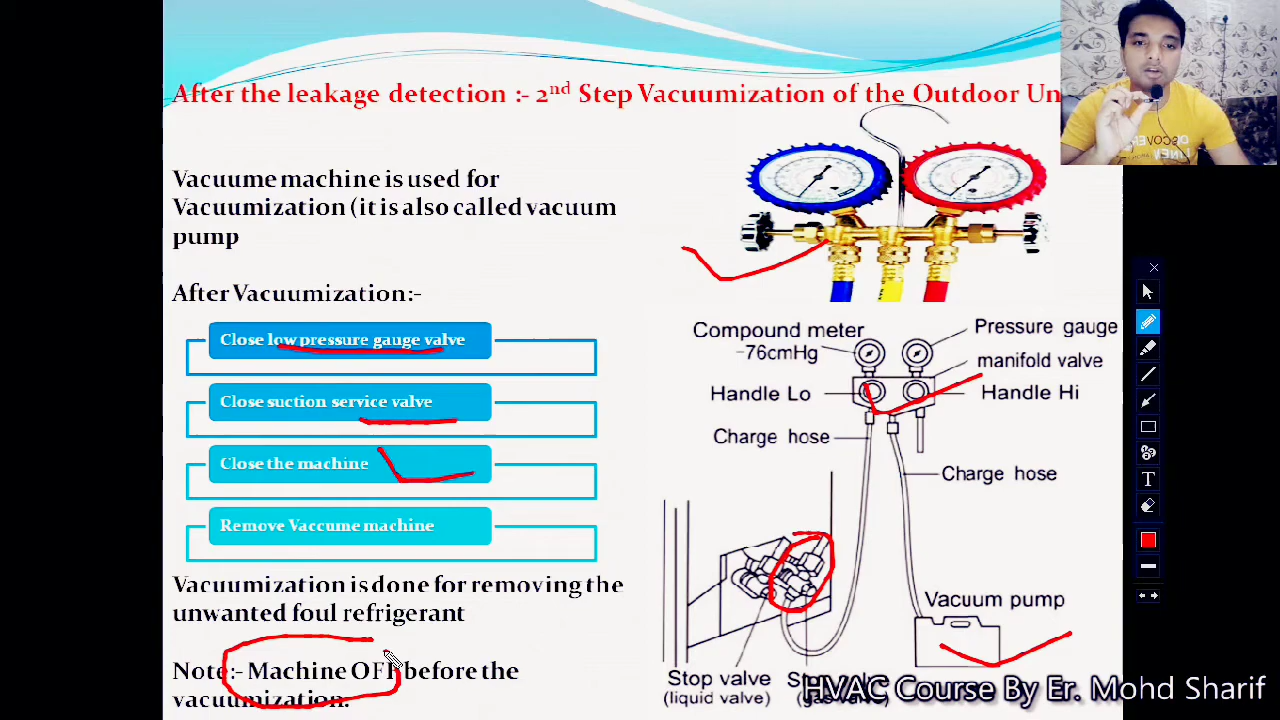 After the leakage detection :- 2nd Step Vacuumization of the Outdoor Un
Vacuume machine is used for
Vacuumization (it is also called vacuum
pump
After Vacuumization:-
Close low pressure gauge valve
Close suction service valve
Close the machine
Remove Vaccume machine
Vacuumization is done for removing the
unwanted foul refrigerant
Note:- Machine OFF before the
vacuumization.
Compound meter
-76cmHg
Pressure gauge
manifold valve
Handle Lo
Handle Hi
Charge hose
Charge hose
Vacuum pump
Stop valve
(liquid valve)
HVAC Course By Er. Mohd Sharif